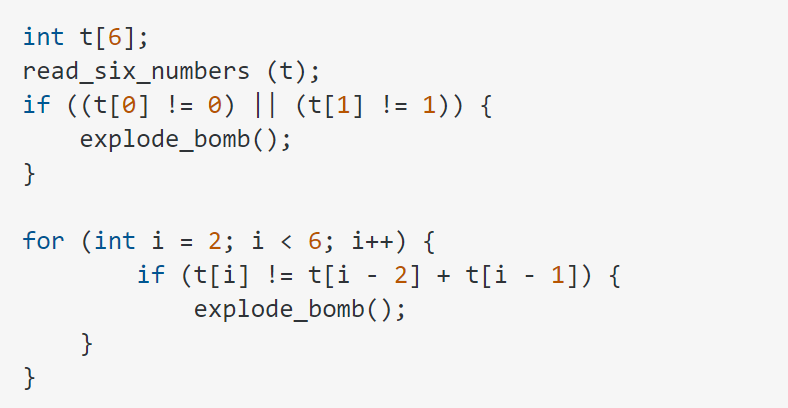 int t[6];
read_six_numbers (t);
if ((t[0] != 0) || (t[1] != 1)) {
    explode_bomb();
}

for (int i = 2; i < 6; i++) {
        if (t[i] != t[i - 2] + t[i - 1]) {
            explode_bomb();
    }
}